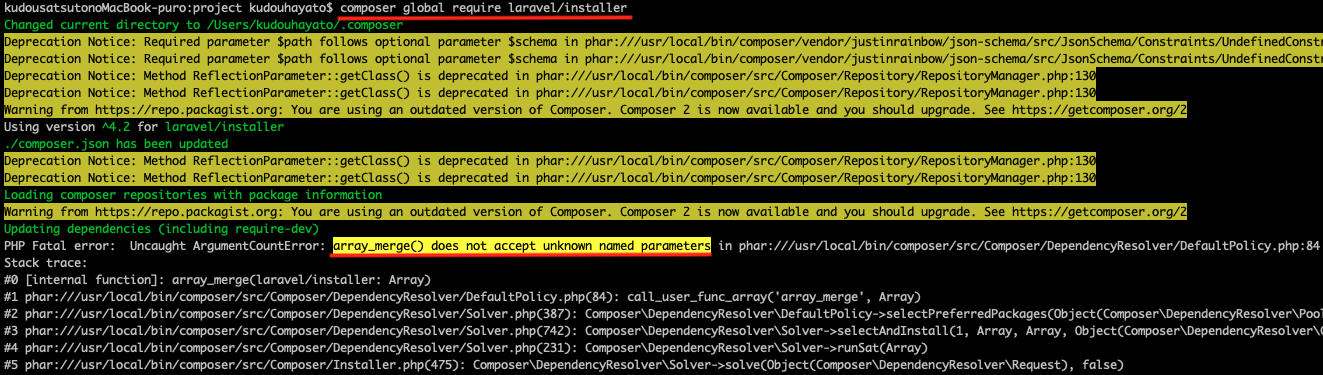 kudousatsutonoMacBook-puro:project kudouhayato$ composer global require laravel/installer
Changed current directory to /Users/kudouhayato/.composer
Deprecation Notice: Required parameter $path follows optional parameter $schema in phar:///usr/local/bin/composer/vendor/justinrainbow/json-schema/src/JsonSchema/Constraints/UndefinedConstr
Deprecation Notice: Required parameter $path follows optional parameter $schema in phar:///usr/local/bin/composer/vendor/justinrainbow/json-schema/src/JsonSchema/Constraints/UndefinedConstr
Deprecation Notice: Method ReflectionParameter::getClass() is deprecated in phar:///usr/local/bin/composer/src/Composer/Repository/RepositoryManager.php:130
Deprecation Notice: Method ReflectionParameter::getClass() is deprecated in phar:///usr/local/bin/composer/src/Composer/Repository/RepositoryManager.php:130
Warning from https://repo.packagist.org: You are using an outdated version of Composer. Composer 2 is now available and you should upgrade. See https://getcomposer.org/2
Using version ^4.2 for laravel/installer
./composer.json has been updated
Deprecation Notice: Method ReflectionParameter::getClass() is deprecated in phar:///usr/local/bin/composer/src/Composer/Repository/RepositoryManager.php:130
Deprecation Notice: Method ReflectionParameter::getClass() is deprecated in phar:///usr/local/bin/composer/src/Composer/Repository/RepositoryManager.php:130
Loading composer repositories with package information
Warning from https://repo.packagist.org: You are using an outdated version of Composer. Composer 2 is now available and you should upgrade. See https://getcomposer.org/2
Updating dependencies (including require-dev)
PHP Fatal error:  Uncaught ArgumentCountError: array_merge() does not accept unknown named parameters in phar:///usr/local/bin/composer/src/Composer/DependencyResolver/DefaultPolicy.php:84
Stack trace:
#0 [internal function]: array_merge(laravel/installer: Array)
#1 phar:///usr/local/bin/composer/src/Composer/DependencyResolver/DefaultPolicy.php(84): call_user_func_array('array_merge', Array)
#2 phar:///usr/local/bin/composer/src/Composer/DependencyResolver/Solver.php(387): Composer\DependencyResolver\DefaultPolicy->selectPreferredPackages(Object(Composer\DependencyResolver\Pool
#3 phar:///usr/local/bin/composer/src/Composer/DependencyResolver/Solver.php(742): Composer\DependencyResolver\Solver->selectAndInstall(1, Array, Array, Object(Composer\DependencyResolver\
#4 phar:///usr/local/bin/composer/src/Composer/DependencyResolver/Solver.php(231): Composer\DependencyResolver\Solver->runSat(Array)
#5 phar:///usr/local/bin/composer/src/Composer/Installer.php(475): Composer\DependencyResolver\Solver->solve(Object(Composer\DependencyResolver\Request), false)